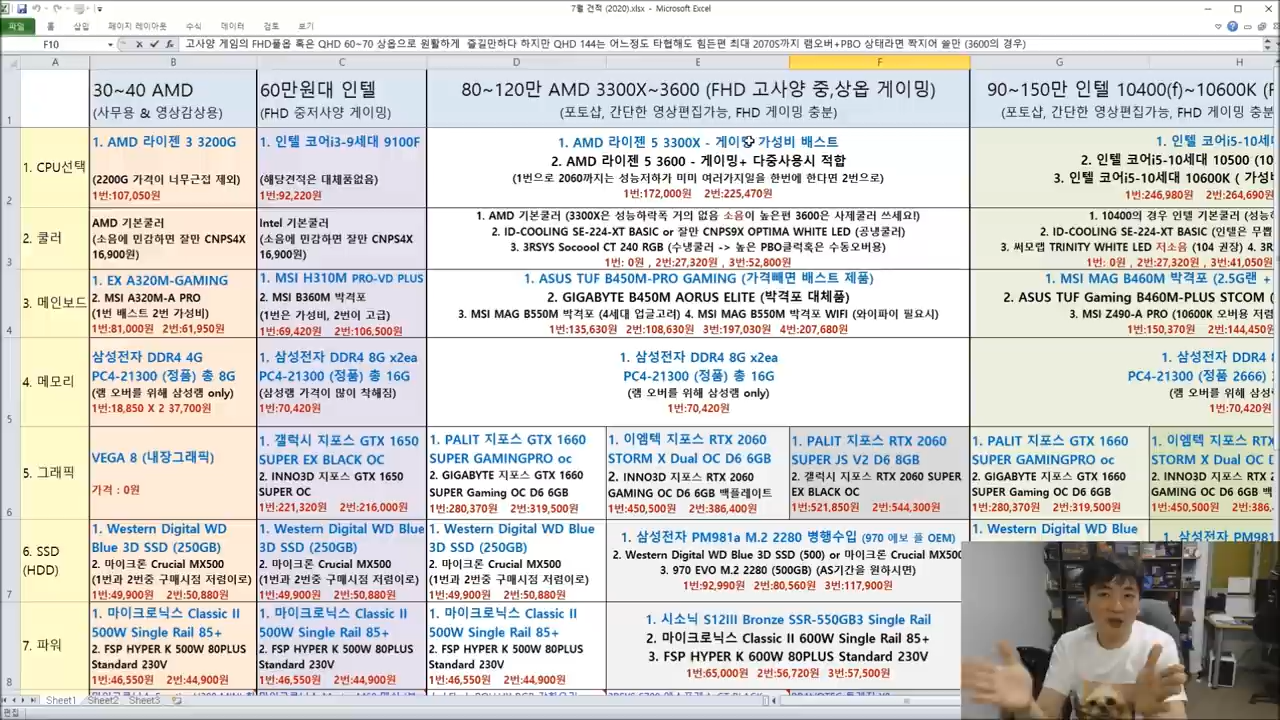 7월 견적 (2020).xlsx - Microsoft Excel
파일 홈 삽입 페이지 레이아웃 수식 데이터 검토 보기
F10 고사양 게임의 FHD풀옵 혹은 QHD 60~70 상옵으로 원활하게 즐길만하다 하지만 QHD 144는 어느정도 타협해도 힘든편 최대 2070S까지 램오버+PBO 상태라면 짝지어 쓸만 (3600의 경우)
A B C D E F G H
1
30~40 AMD
(사무용 & 영상감상용)
60만원대 인텔
(FHD 중저사양 게이밍)
80~120만 AMD 3300X~3600 (FHD 고사양 중,상옵 게이밍)
(포토샵, 간단한 영상편집가능, FHD 게이밍 충분)
90~150만 인텔 10400(f)~10600K (F
(포토샵, 간단한 영상편집가능, FHD 게이밍 충
2
1. CPU선택
1. AMD 라이젠 3 3200G
(2200G 가격이 너무근접 제외)
1번:107,050원
1. 인텔 코어i3-9세대 9100F
(해당견적은 대체품없음)
1번:92,220원
1. AMD 라이젠 5 3300X - 게이밍 가성비 배스트
2. AMD 라이젠 5 3600 - 게이밍+ 다중사용시 적합
(1번으로 2060까지는 성능저하가 미미 여러가지일을 한번에 한다면 2번으로)
1번:172,000원 2번:225,470원
1. 인텔 코어i5-10세
2. 인텔 코어i5-10세대 10500 (10
3. 인텔 코어i5-10세대 10600K ( 가성비
1번:246,980원 2번:264,690원
3
2. 쿨러
AMD 기본쿨러
(소음에 민감하면 잘만 CNPS4X
16,900원)
Intel 기본쿨러
(소음에 민감하면 잘만 CNPS4X
16,900원)
1. AMD 기본쿨러 (3300X은 성능하락폭 거의 없음 소음이 높은편 3600은 사제쿨러 쓰세요!)
2. ID-COOLING SE-224-XT BASIC or 잘만 CNPS9X OPTIMA WHITE LED (공냉쿨러)
3. 3RSYS Socoool CT 240 RGB (수냉쿨러 -> 높은 PBO클럭혹은 수동오버용)
1번: 0원 , 2번:27,320원 , 3번:52,800원
1. 10400의 경우 인텔 기본쿨러 (성능
2. ID-COOLING SE-224-XT BASIC (인텔은 무뽑
3. 써모랩 TRINITY WHITE LED 저소음 (104 권장) 4. 3R
1번: 0원 , 2번:27,320원 , 3번:41,050원
4
3. 메인보드
1. EX A320M-GAMING
2. MSI A320M-A PRO
(1번 배스트 2번 가성비)
1번:81,000원 2번:61,950원
1. MSI H310M PRO-VD PLUS
2. MSI B360M 박격포
(1번은 가성비, 2번이 고급)
1번:69,420원 2번:106,500원
1. ASUS TUF B450M-PRO GAMING (가격빼면 배스트 제품)
2. GIGABYTE B450M AORUS ELITE (박격포 대체품)
3. MSI MAG B550M 박격포 (4세대 업글고려) 4. MSI MAG B550M 박격포 WIFI (와이파이 필요시)
1번:135,630원 2번:108,630원 3번:197,030원 4번:207,680원
1. MSI MAG B460M 박격포 (2.5G랜 +
2. ASUS TUF Gaming B460M-PLUS STCOM (
3. MSI Z490-A PRO (10600K 오버용 저렴
1번:150,370원 2번:144,450원
5
4. 메모리
삼성전자 DDR4 4G
PC4-21300 (정품) 총 8G
(램 오버를 위해 삼성램 only)
1번:18,850 X 2 37,700원
1. 삼성전자 DDR4 8G x2ea
PC4-21300 (정품) 총 16G
(삼성램 가격이 많이 착해짐)
1번:70,420원
1. 삼성전자 DDR4 8G x2ea
PC4-21300 (정품) 총 16G
(램 오버를 위해 삼성램 only)
1번:70,420원
1. 삼성전자 DDR4 8
PC4-21300 (정품 2666) 총
(램 오버를 위해 삼
1번:70,420원
6
5. 그래픽
VEGA 8 (내장그래픽)
가격 : 0원
1. 갤럭시 지포스 GTX 1650
SUPER EX BLACK OC
2. INNO3D 지포스 GTX 1650
SUPER OC
1번:221,320원 2번:216,000원
1. PALIT 지포스 GTX 1660
SUPER GAMINGPRO oc
2. GIGABYTE 지포스 GTX 1660
SUPER Gaming OC D6 6GB
1번:280,370원 2번:319,500원
1. 이엠텍 지포스 RTX 2060
STORM X Dual OC D6 6GB
2. INNO3D 지포스 RTX 2060
GAMING OC D6 6GB 백플레이트
1번:450,500원 2번:386,400원
1. PALIT 지포스 RTX 2060
SUPER JS V2 D6 8GB
2. 갤럭시 지포스 RTX 2060 SUPER
EX BLACK OC
1번:521,850원 2번:544,300원
1. PALIT 지포스 GTX 1660
SUPER GAMINGPRO oc
2. GIGABYTE 지포스 GTX 1660
SUPER Gaming OC D6 6GB
1번:280,370원 2번:319,500원
1. 이엠텍 지포스 R
STORM X Dual OC D
2. INNO3D 지포스 R
GAMING OC D6 6GB 백
1번:450,500원 2번:386,
7
6. SSD
(HDD)
1. Western Digital WD
Blue 3D SSD (250GB)
2. 마이크론 Crucial MX500
(1번과 2번중 구매시점 저렴이로)
1번:49,900원 2번:50,880원
1. Western Digital WD Blue
3D SSD (250GB)
2. 마이크론 Crucial MX500
(1번과 2번중 구매시점 저렴이로)
1번:49,900원 2번:50,880원
1. Western Digital WD Blue
3D SSD (250GB)
2. 마이크론 Crucial MX500
(1번과 2번중 구매시점 저렴이로)
1번:49,900원 2번:50,880원
1. 삼성전자 PM981a M.2 2280 병행수입 (970 에보 플 OEM)
2. Western Digital WD Blue 3D SSD (500) or 마이크론 Crucial MX500
3. 970 EVO M.2 2280 (500GB) (AS기간을 원하시면)
1번:92,990원 2번:80,560원 3번:117,900원
1. Western Digital WD Blue
1. 삼성전자 PM981
8
7. 파워
1. 마이크로닉스 Classic II
500W Single Rail 85+
2. FSP HYPER K 500W 80PLUS
Standard 230V
1번:46,550원 2번:44,900원
1. 마이크로닉스 Classic II
500W Single Rail 85+
2. FSP HYPER K 500W 80PLUS
Standard 230V
1번:46,550원 2번:44,900원
1. 마이크로닉스 Classic II
500W Single Rail 85+
2. FSP HYPER K 500W 80PLUS
Standard 230V
1번:46,550원 2번:44,900원
1. 시소닉 S12III Bronze SSR-550GB3 Single Rail
2. 마이크로닉스 Classic II 600W Single Rail 85+
3. FSP HYPER K 600W 80PLUS Standard 230V
1번:65,000원 2번:56,720원 3번:57,500원
Sheet1 Sheet2 Sheet3
편집